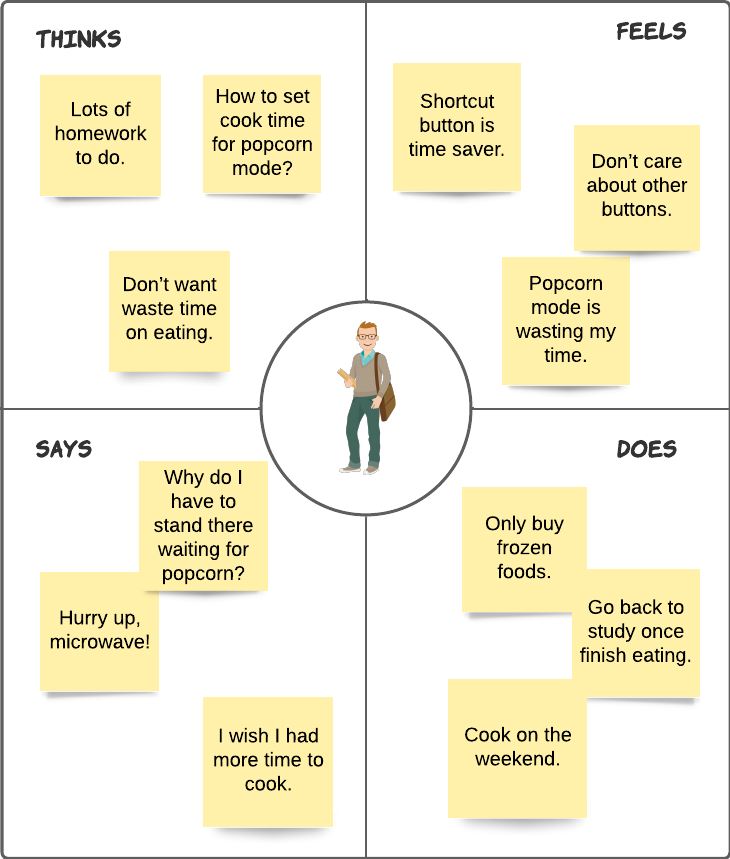 THINKS
Lots of
homework
to do.
How to set
cook time
for popcorn
mode?
Don't want
waste time
on eating.
FEELS
Shortcut
button is
time saver.
Don't care
about other
buttons.
Popcorn
mode is
wasting my
time.
SAYS
Why do I
have to
stand there
waiting for
popcorn?
Hurry up,
microwave!
I wish I had
more time to
cook.
DOES
Only buy
frozen
foods.
Go back to
study once
finish eating.
Cook on the
weekend.